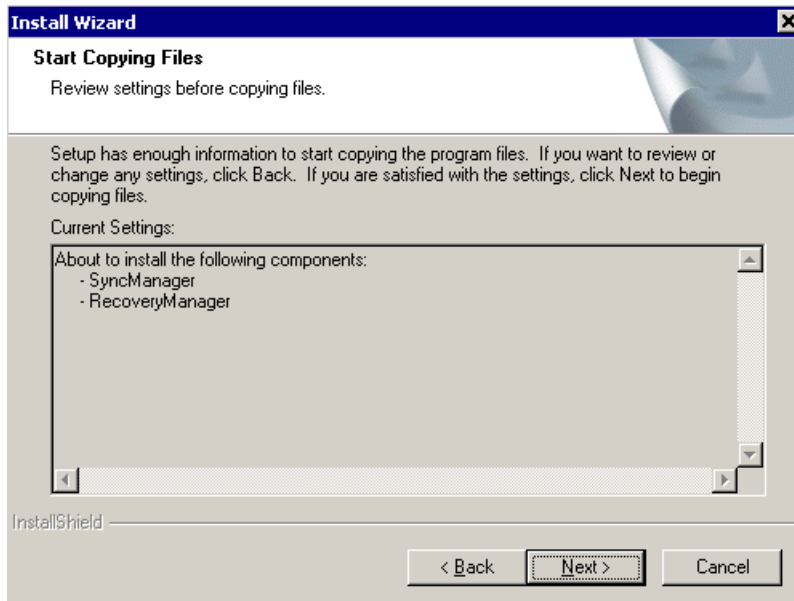 Install Wizard
Start Copying Files
Review settings before copying files.
Setup has enough information to start copying the program files.  If you want to review or
change any settings, click Back.  If you are satisfied with the settings, click Next to begin
copying files.
Current Settings:
About to install the following components:
- SyncManager
- RecoveryManager
InstallShield
< Back
Next >
Cancel